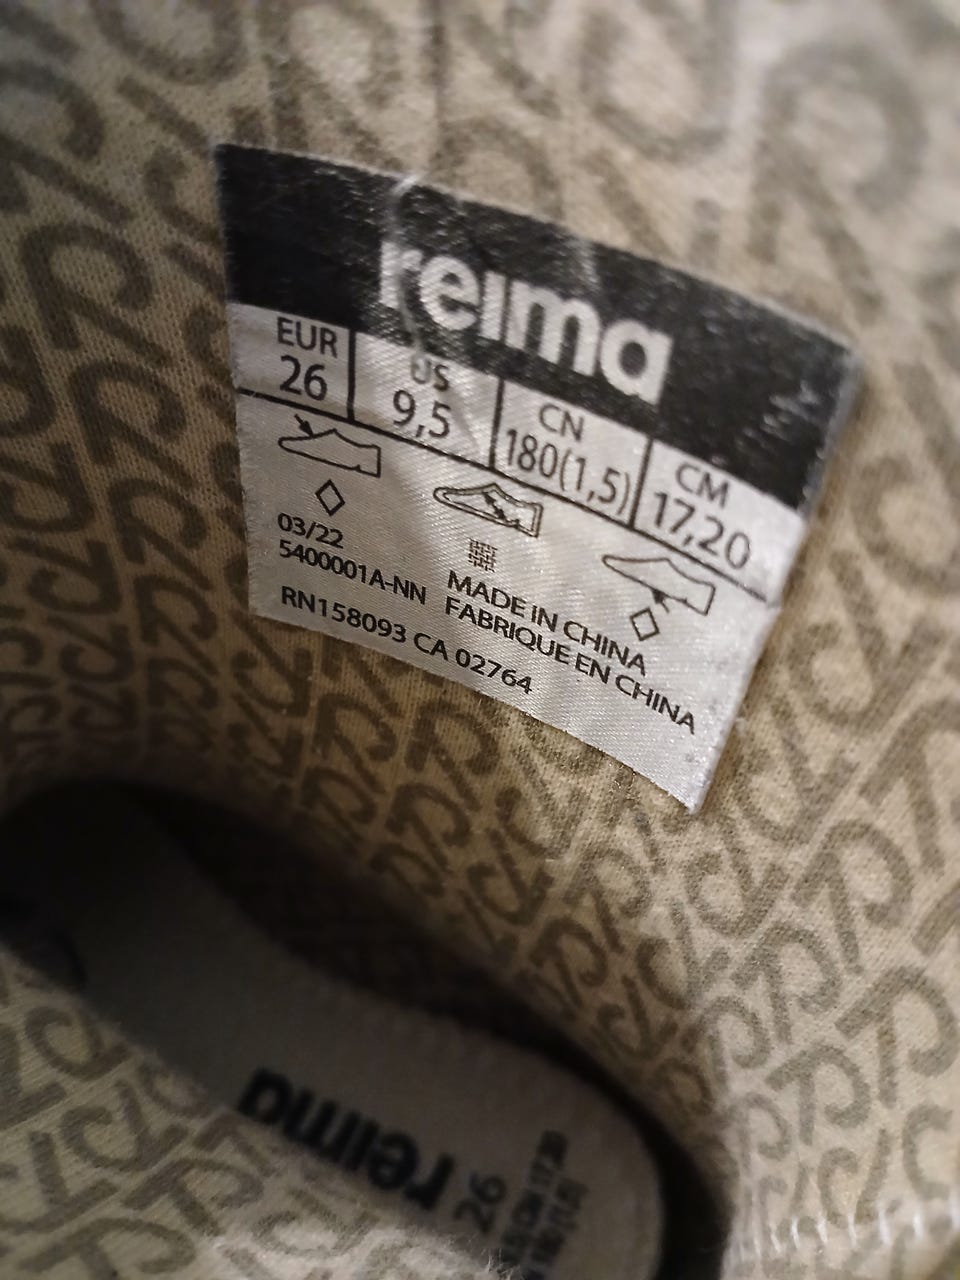 reima
EUR US CN CM
26 9,5 180(1,5) 17,20
03/22
5400001A-NN
MADE IN CHINA
FABRIQUE EN CHINA
RN158093 CA 02764
reima
26